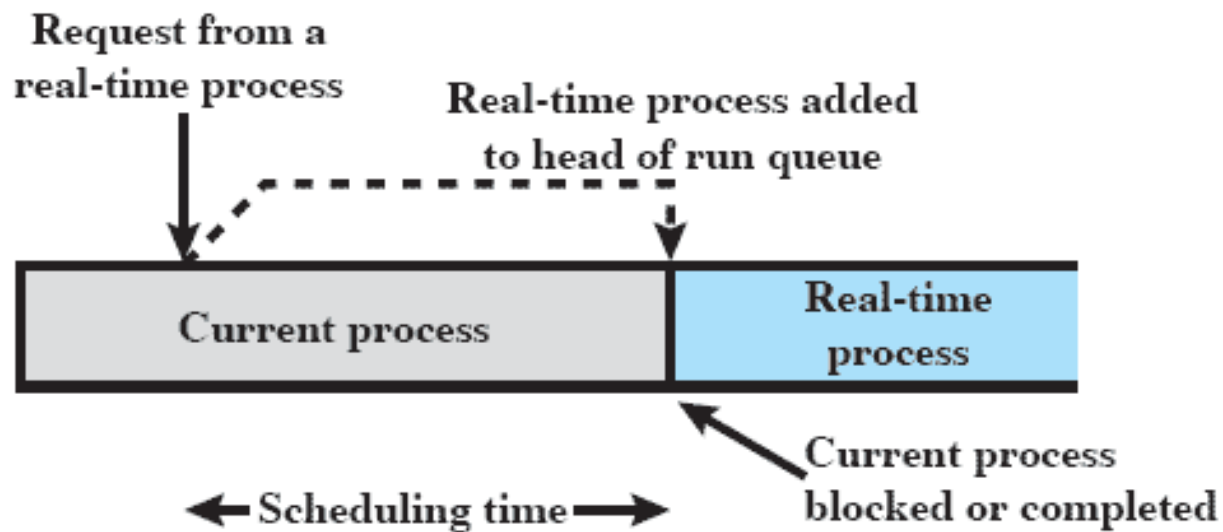 Request from a
real-time process
Real-time process added
to head of run queue
Current process
Real-time
process
Current process
blocked or completed
Scheduling time